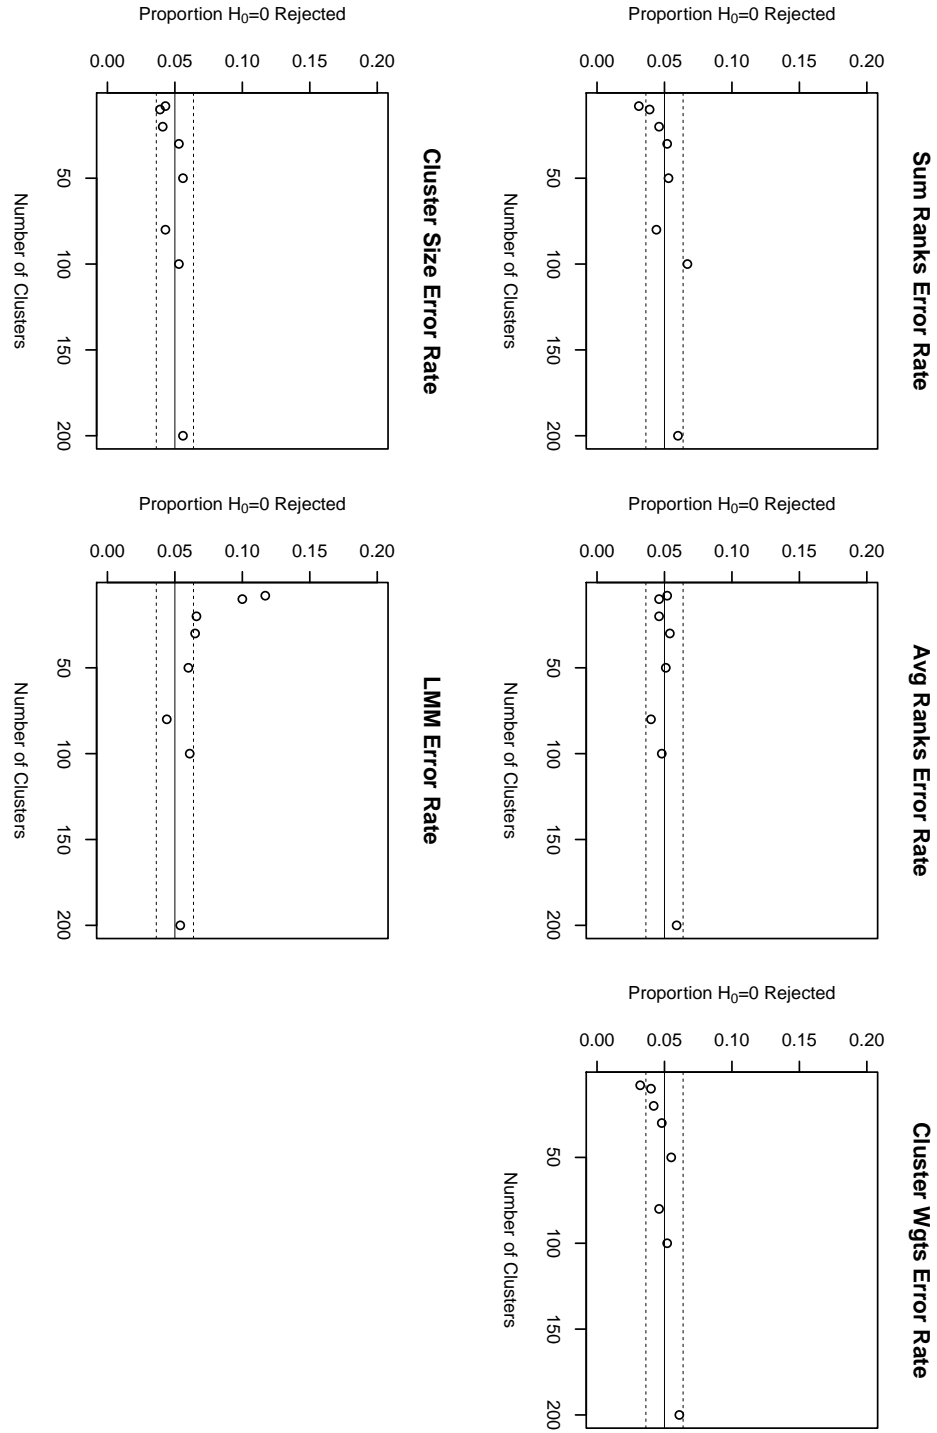 Sum Ranks Error Rate
Proportion H₀=0 Rejected
0.00 0.05 0.10 0.15 0.20
50 100 150 200
Number of Clusters
Avg Ranks Error Rate
Proportion H₀=0 Rejected
0.00 0.05 0.10 0.15 0.20
50 100 150 200
Number of Clusters
Cluster Wgts Error Rate
Proportion H₀=0 Rejected
0.00 0.05 0.10 0.15 0.20
50 100 150 200
Number of Clusters
Cluster Size Error Rate
Proportion H₀=0 Rejected
0.00 0.05 0.10 0.15 0.20
50 100 150 200
Number of Clusters
LMM Error Rate
Proportion H₀=0 Rejected
0.00 0.05 0.10 0.15 0.20
50 100 150 200
Number of Clusters